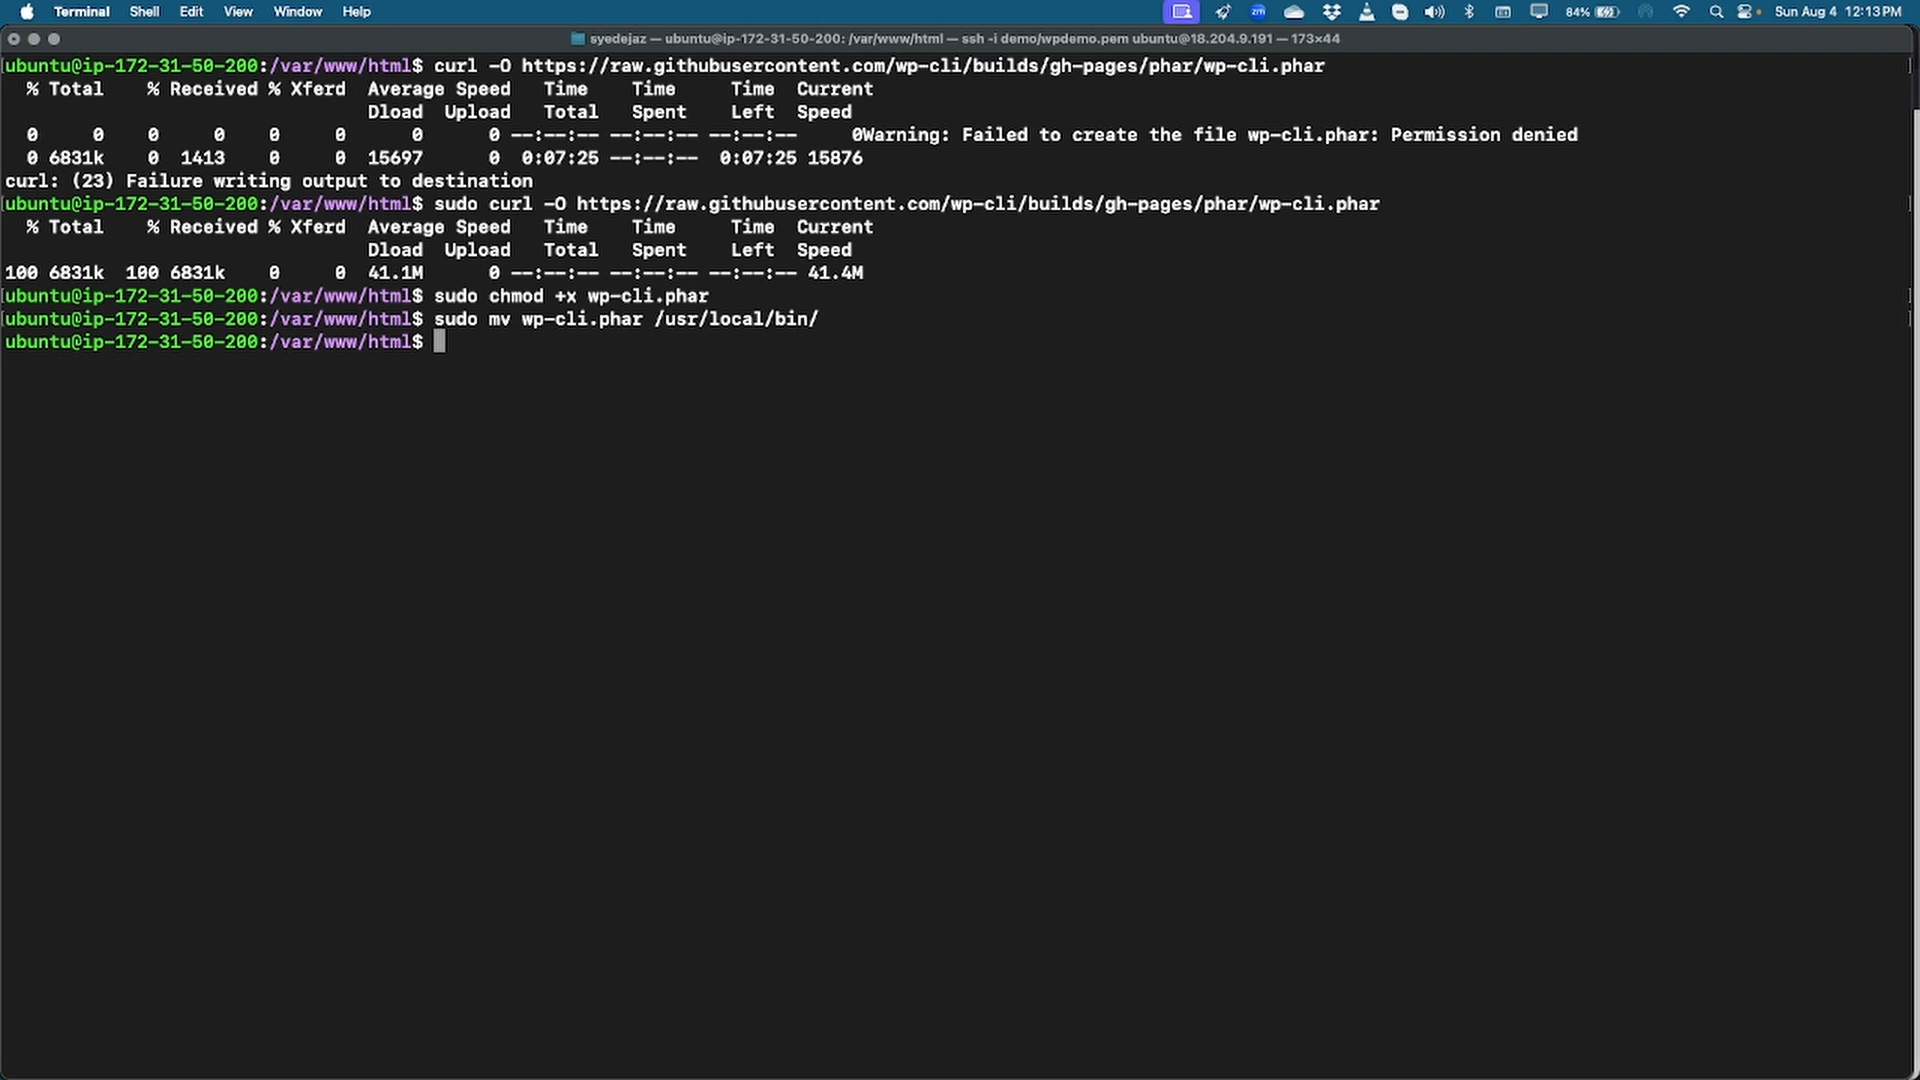 Terminal Shell Edit View Window Help zm 84% Sun Aug 4 12:13 PM
syedejaz — ubuntu@ip-172-31-50-200: /var/www/html — ssh -i demo/wpdemo.pem ubuntu@18.204.9.191 — 173×44
ubuntu@ip-172-31-50-200:/var/www/html$ curl -O https://raw.githubusercontent.com/wp-cli/builds/gh-pages/phar/wp-cli.phar
  % Total    % Received % Xferd  Average Speed   Time    Time     Time  Current
                                 Dload  Upload   Total   Spent    Left  Speed
  0     0    0     0    0     0      0      0 --:--:-- --:--:-- --:--:--     0Warning: Failed to create the file wp-cli.phar: Permission denied
  0 6831k    0  1413    0     0  15697      0  0:07:25 --:--:--  0:07:25 15876
curl: (23) Failure writing output to destination
ubuntu@ip-172-31-50-200:/var/www/html$ sudo curl -O https://raw.githubusercontent.com/wp-cli/builds/gh-pages/phar/wp-cli.phar
  % Total    % Received % Xferd  Average Speed   Time    Time     Time  Current
                                 Dload  Upload   Total   Spent    Left  Speed
100 6831k  100 6831k    0     0  41.1M      0 --:--:-- --:--:-- --:--:-- 41.4M
ubuntu@ip-172-31-50-200:/var/www/html$ sudo chmod +x wp-cli.phar
ubuntu@ip-172-31-50-200:/var/www/html$ sudo mv wp-cli.phar /usr/local/bin/
ubuntu@ip-172-31-50-200:/var/www/html$